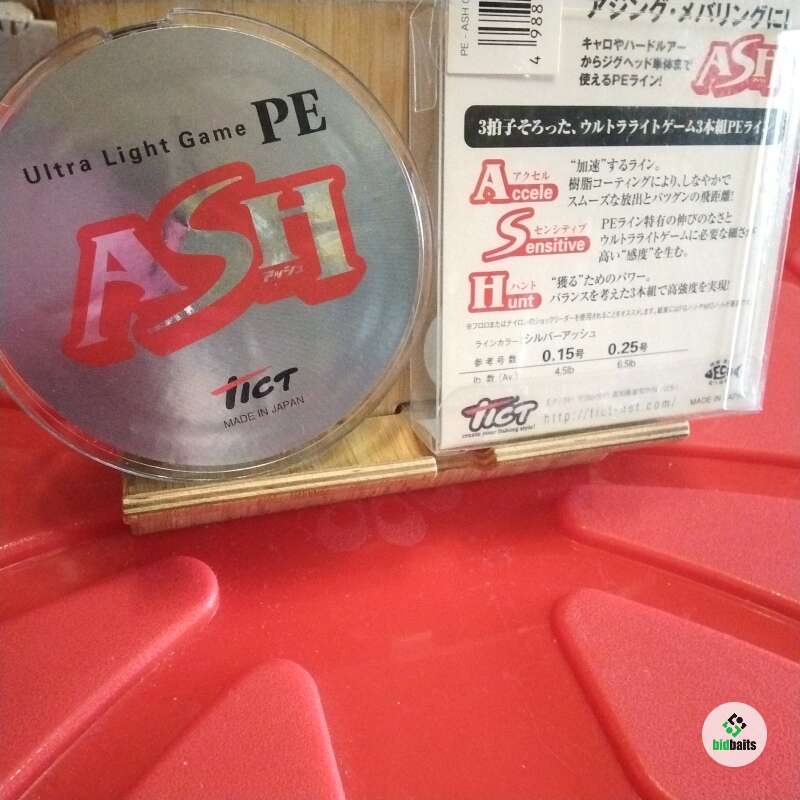 Ultra Light Game PE
ASH
アッシュ
TICT
MADE IN JAPAN
PE - ASH
4988
アジング・メバリングに!
キャロやハードルアー
からジグヘッド単体まで
使えるPEライン!
ASH
3拍子そろった、ウルトラライトゲーム3本組PEライン
アクセル
Accele
“加速”するライン。
樹脂コーティングにより、しなやかで
スムーズな放出とバツグンの飛距離!
センシティブ
Sensitive
PEライン特有の伸びのなさと
ウルトラライトゲームに必要な細さが
高い“感度”を生む。
ハント
Hunt
“獲る”ためのパワー。
バランスを考えた3本組で高強度を実現!
ラインカラー:シルバーアッシュ
参考号数 0.15号 0.25号
lb.数(Av.) 4.5lb 6.5lb
TICT
create your fishing style!
http://tict-net.com/
MADE IN JAPAN
bidbaits